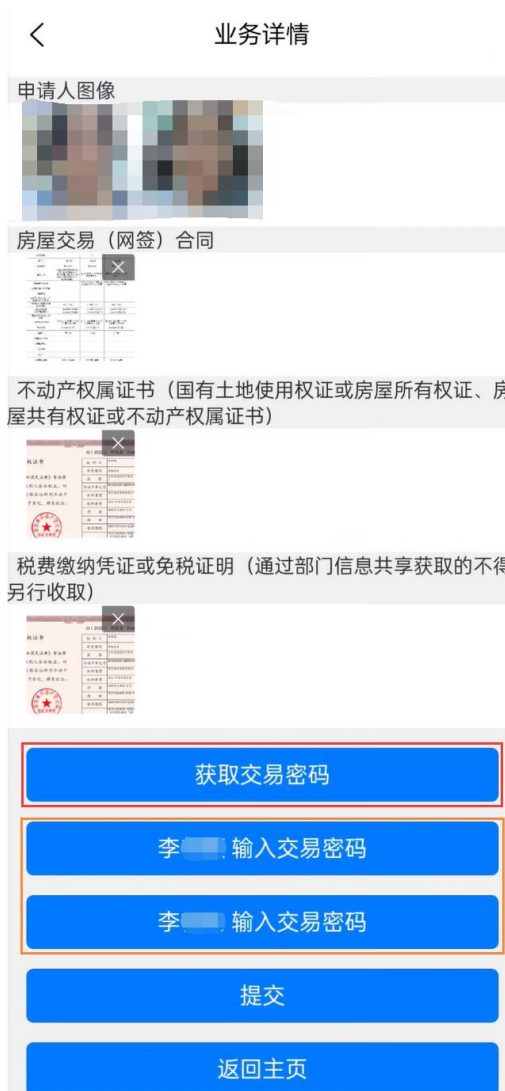 业务详情
申请人图像
房屋交易（网签）合同
不动产权属证书（国有土地使用权证或房屋所有权证、房
屋共有权证或不动产权属证书）
税费缴纳凭证或免税证明（通过部门信息共享获取的不得
另行收取）
获取交易密码
李 输入交易密码
李 输入交易密码
提交
返回主页